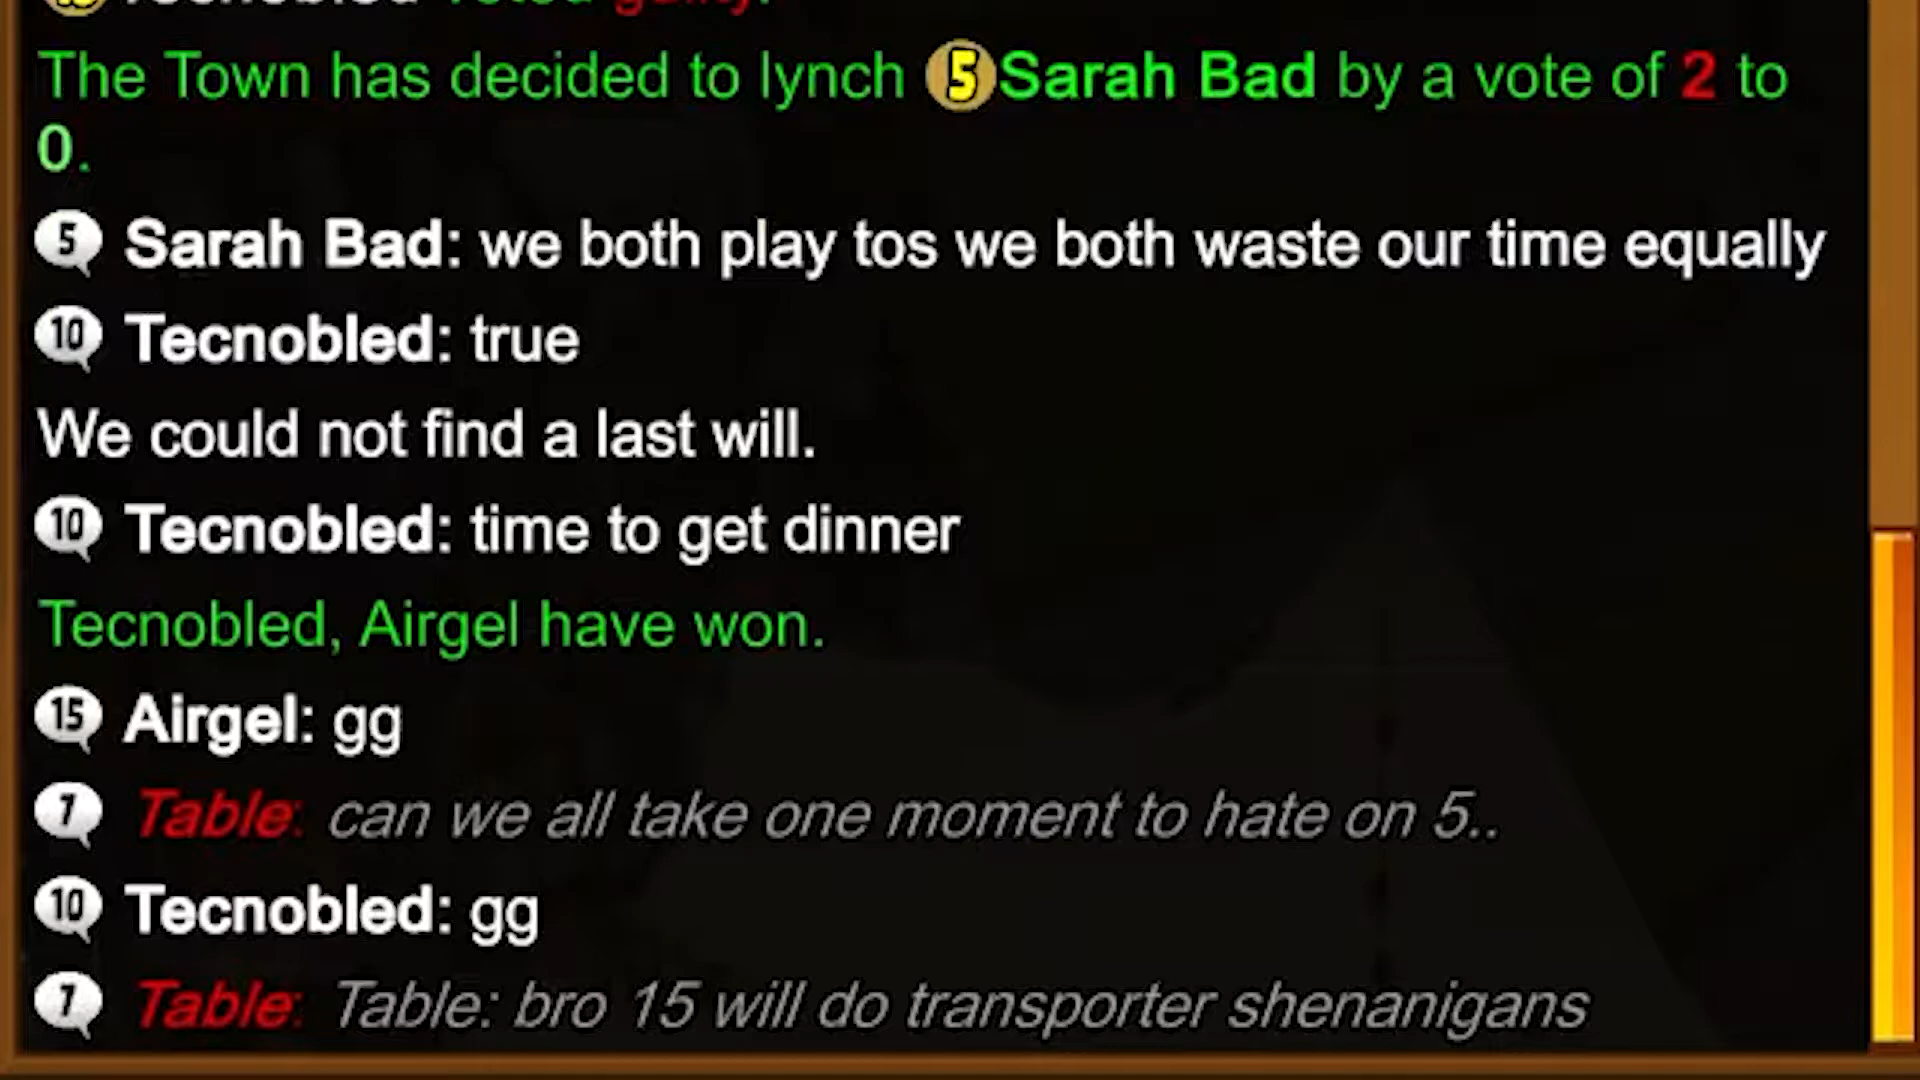 Tecnobled voted guilty.
The Town has decided to lynch 5 Sarah Bad by a vote of 2 to
0.
5 Sarah Bad: we both play tos we both waste our time equally
10 Tecnobled: true
We could not find a last will.
10 Tecnobled: time to get dinner
Tecnobled, Airgel have won.
15 Airgel: gg
7 Table: can we all take one moment to hate on 5..
10 Tecnobled: gg
7 Table: Table: bro 15 will do transporter shenanigans